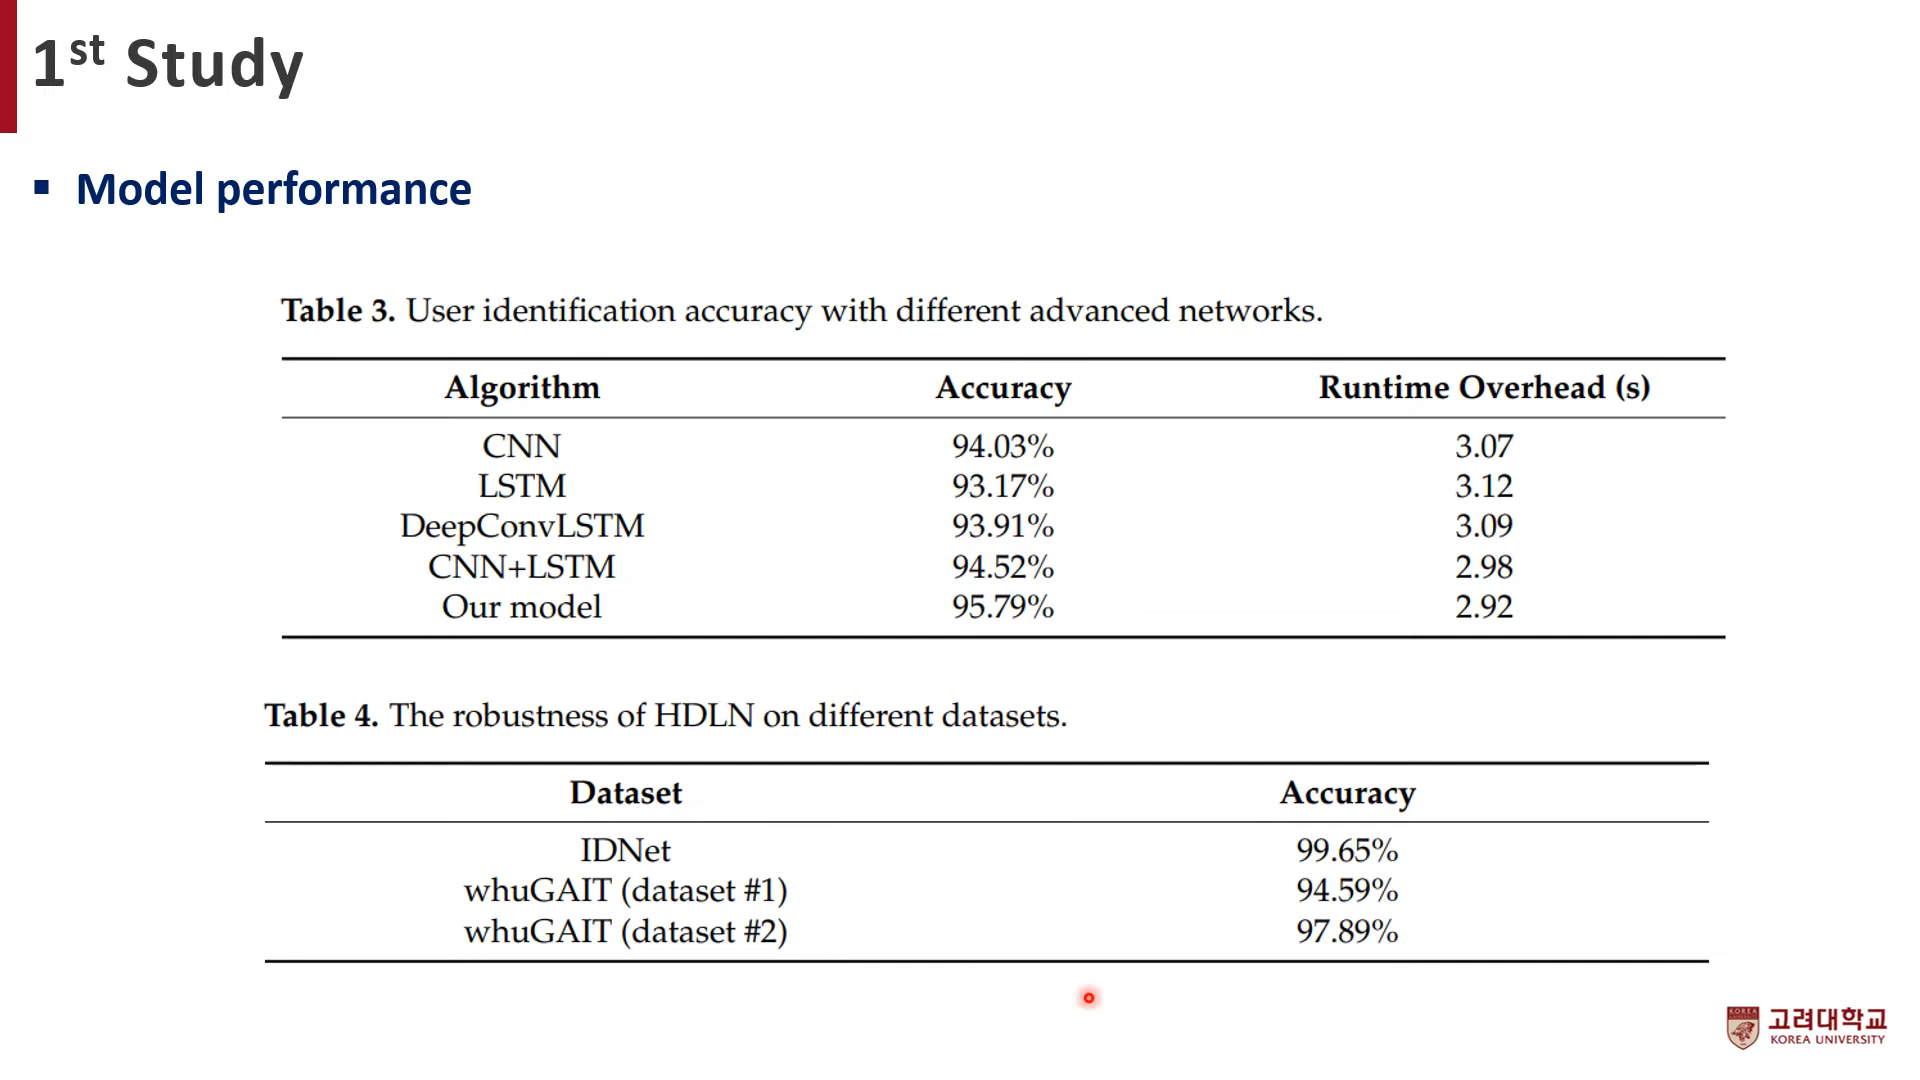 1st Study
▪ Model performance
Table 3. User identification accuracy with different advanced networks.
Algorithm Accuracy Runtime Overhead (s)
CNN 94.03% 3.07
LSTM 93.17% 3.12
DeepConvLSTM 93.91% 3.09
CNN+LSTM 94.52% 2.98
Our model 95.79% 2.92
Table 4. The robustness of HDLN on different datasets.
Dataset Accuracy
IDNet 99.65%
whuGAIT (dataset #1) 94.59%
whuGAIT (dataset #2) 97.89%
KOREA
고려대학교
KOREA UNIVERSITY